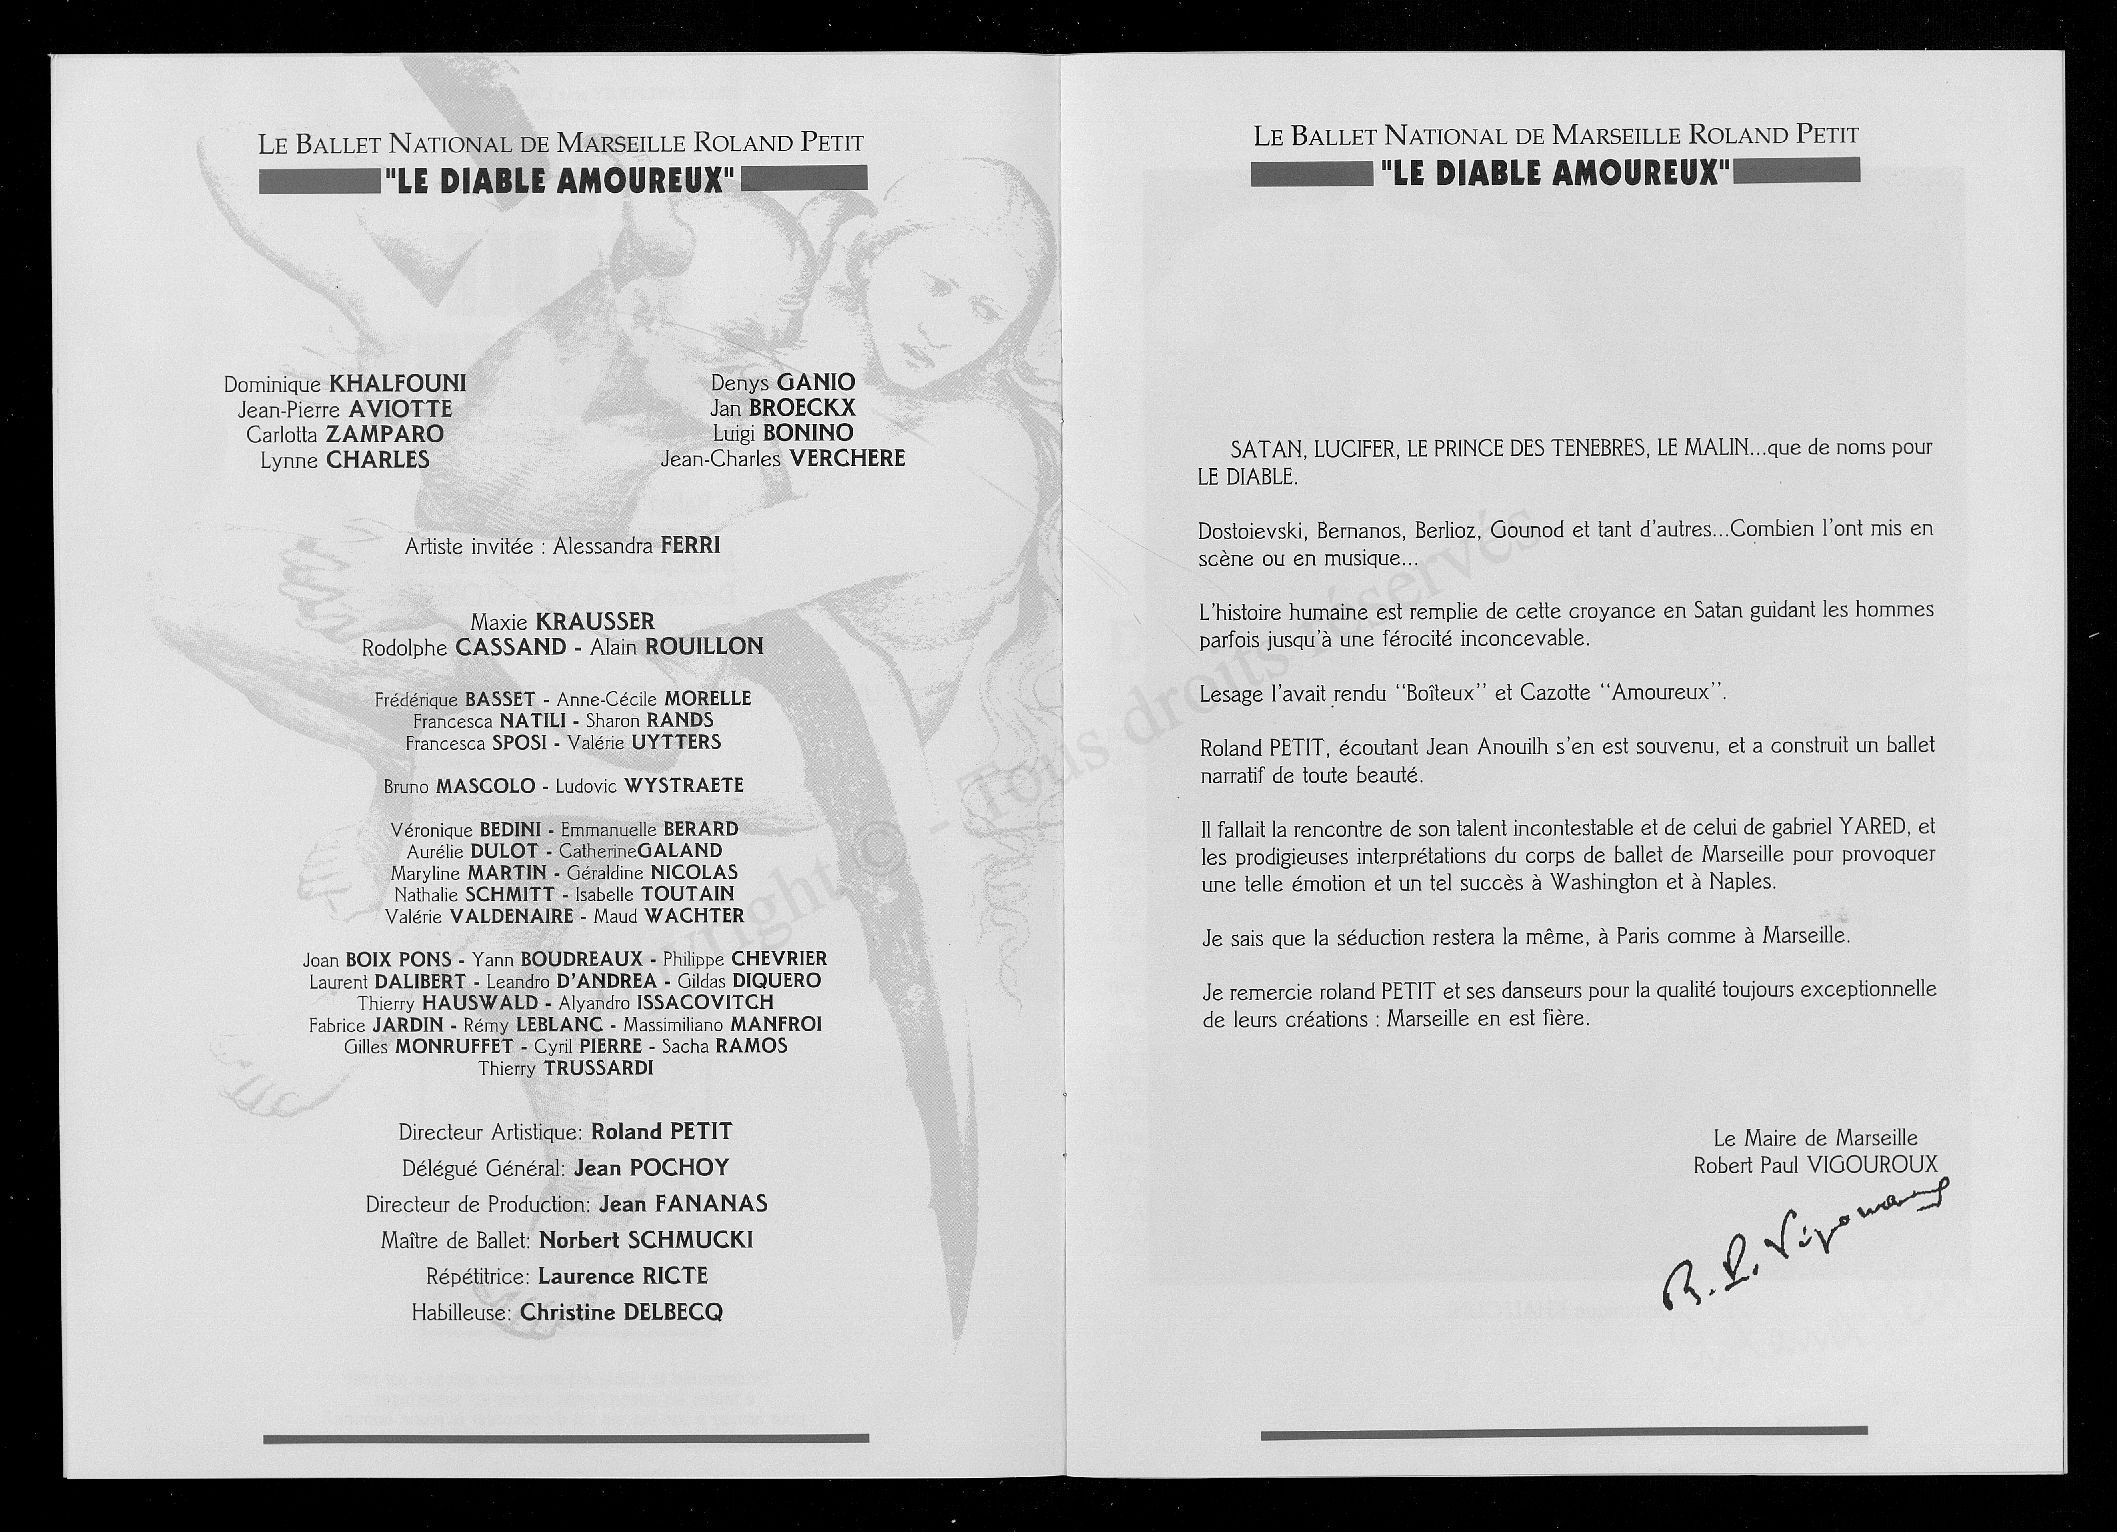 LE BALLET NATIONAL DE MARSEILLE ROLAND PETIT
"LE DIABLE AMOUREUX"
Dominique KHALFOUNI
Jean-Pierre AVIOTTE
Carlotta ZAMPARO
Lynne CHARLES
Denys GANIO
Jan BROECKX
Luigi BONINO
Jean-Charles VERCHERE
Artiste invitée : Alessandra FERRI
Maxie KRAUSSER
Rodolphe CASSAND - Alain ROUILLON
Frédérique BASSET - Anne-Cécile MORELLE
Francesca NATILI - Sharon RANDS
Francesca SPOSI - Valérie UYTTERS
Bruno MASCOLO - Ludovic WYSTRAETE
Véronique BEDINI - Emmanuelle BERARD
Aurélie DULOT - CatherineGALAND
Maryline MARTIN - Géraldine NICOLAS
Nathalie SCHMITT - Isabelle TOUTAIN
Valérie VALDENAIRE - Maud WACHTER
Joan BOIX PONS - Yann BOUDREAUX - Philippe CHEVRIER
Laurent DALIBERT - Leandro D'ANDREA - Gildas DIQUERO
Thierry HAUSWALD - Alyandro ISSACOVITCH
Fabrice JARDIN - Rémy LEBLANC - Massimiliano MANFROI
Gilles MONRUFFET - Cyril PIERRE - Sacha RAMOS
Thierry TRUSSARDI
Directeur Artistique: Roland PETIT
Délégué Général: Jean POCHOY
Directeur de Production: Jean FANANAS
Maître de Ballet: Norbert SCHMUCKI
Répétitrice: Laurence RICTE
Habilleuse: Christine DELBECQ
LE BALLET NATIONAL DE MARSEILLE ROLAND PETIT
"LE DIABLE AMOUREUX"
SATAN, LUCIFER, LE PRINCE DES TENEBRES, LE MALIN...que de noms pour
LE DIABLE.
Dostoievski, Bernanos, Berlioz, Gounod et tant d'autres...Combien l'ont mis en
scène ou en musique...
L'histoire humaine est remplie de cette croyance en Satan guidant les hommes
parfois jusqu'à une férocité inconcevable.
Lesage l'avait rendu "Boîteux" et Cazotte "Amoureux".
Roland PETIT, écoutant Jean Anouilh s'en est souvenu, et a construit un ballet
narratif de toute beauté.
Il fallait la rencontre de son talent incontestable et de celui de gabriel YARED, et
les prodigieuses interprétations du corps de ballet de Marseille pour provoquer
une telle émotion et un tel succès à Washington et à Naples.
Je sais que la séduction restera la même, à Paris comme à Marseille.
Je remercie roland PETIT et ses danseurs pour la qualité toujours exceptionnelle
de leurs créations : Marseille en est fière.
Le Maire de Marseille
Robert Paul VIGOUROUX
R. P. Vigouroux
© - Tous droits réservés